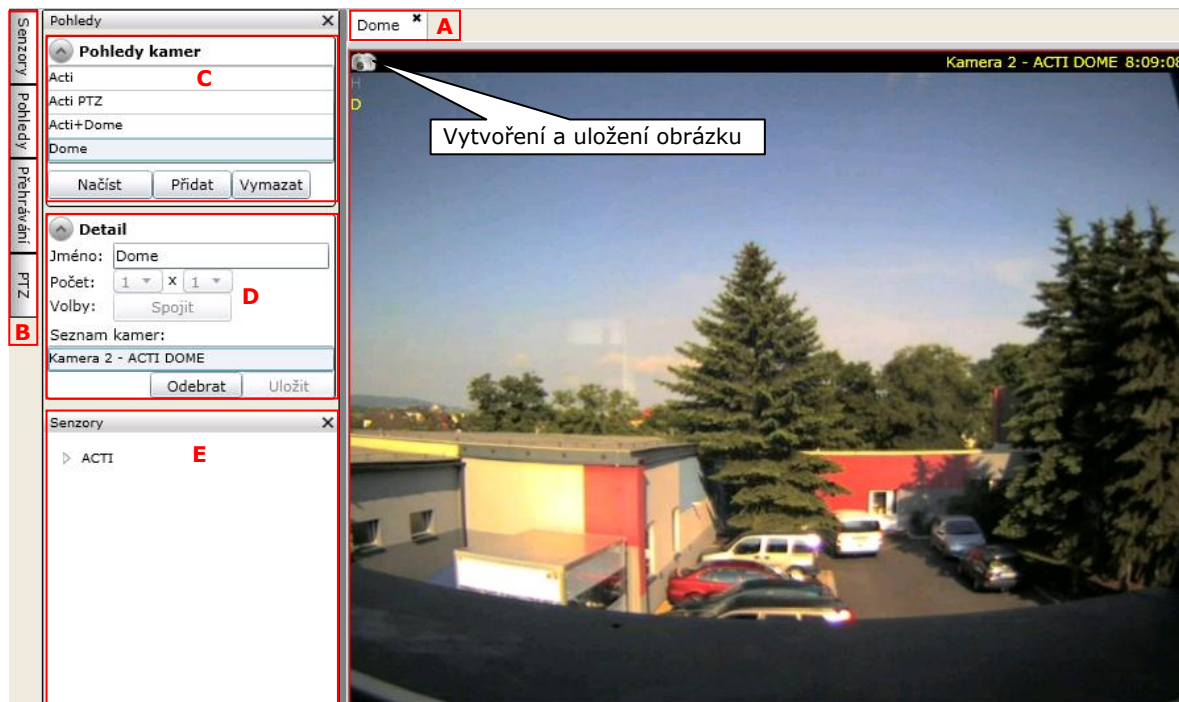 Senzory
Pohledy
Přehrávání
PTZ
B
Pohledy
Pohledy kamer
C
Acti
Acti PTZ
Acti+Dome
Dome
Načíst Přidat Vymazat
Detail
Jméno: Dome
Počet: 1 x 1
D
Volby: Spojit
Seznam kamer:
Kamera 2 - ACTI DOME
Odebrat Uložit
Senzory
E
ACTI
Dome A
Kamera 2 - ACTI DOME 8:09:08
H
D
Vytvoření a uložení obrázku